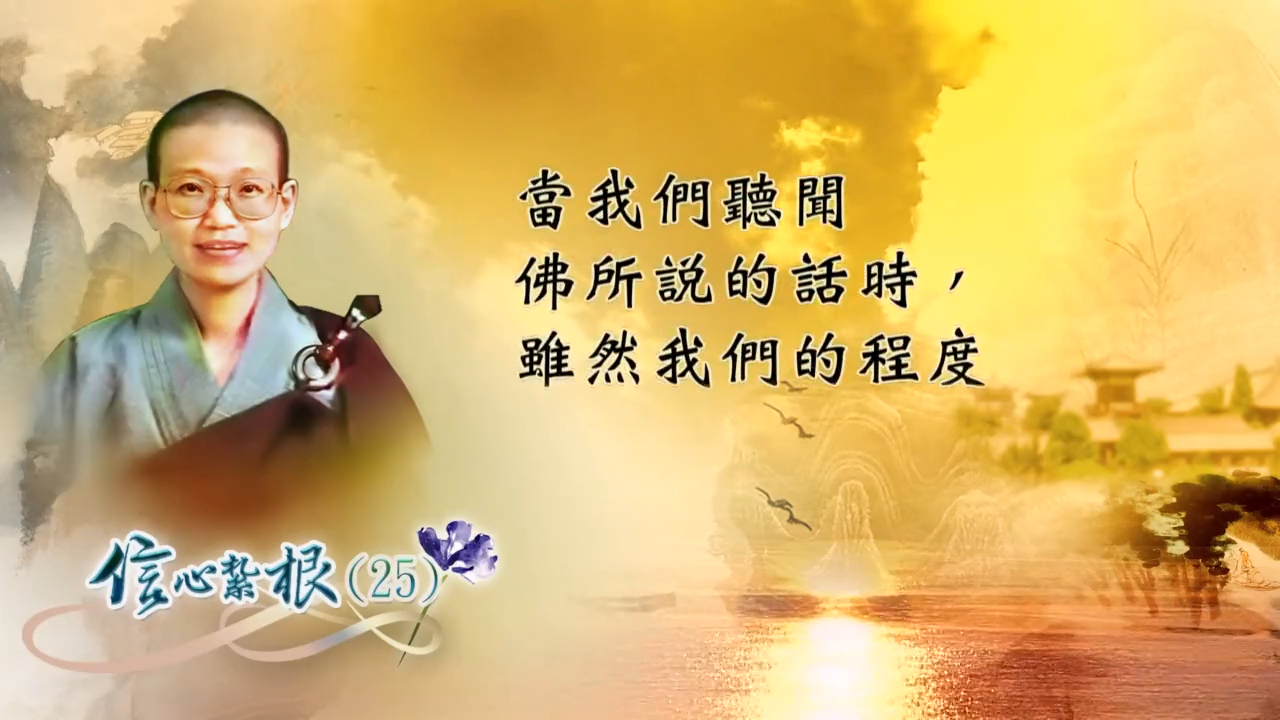 當我們聽聞
佛所說的話時，
雖然我們的程度
信心紮根(25)